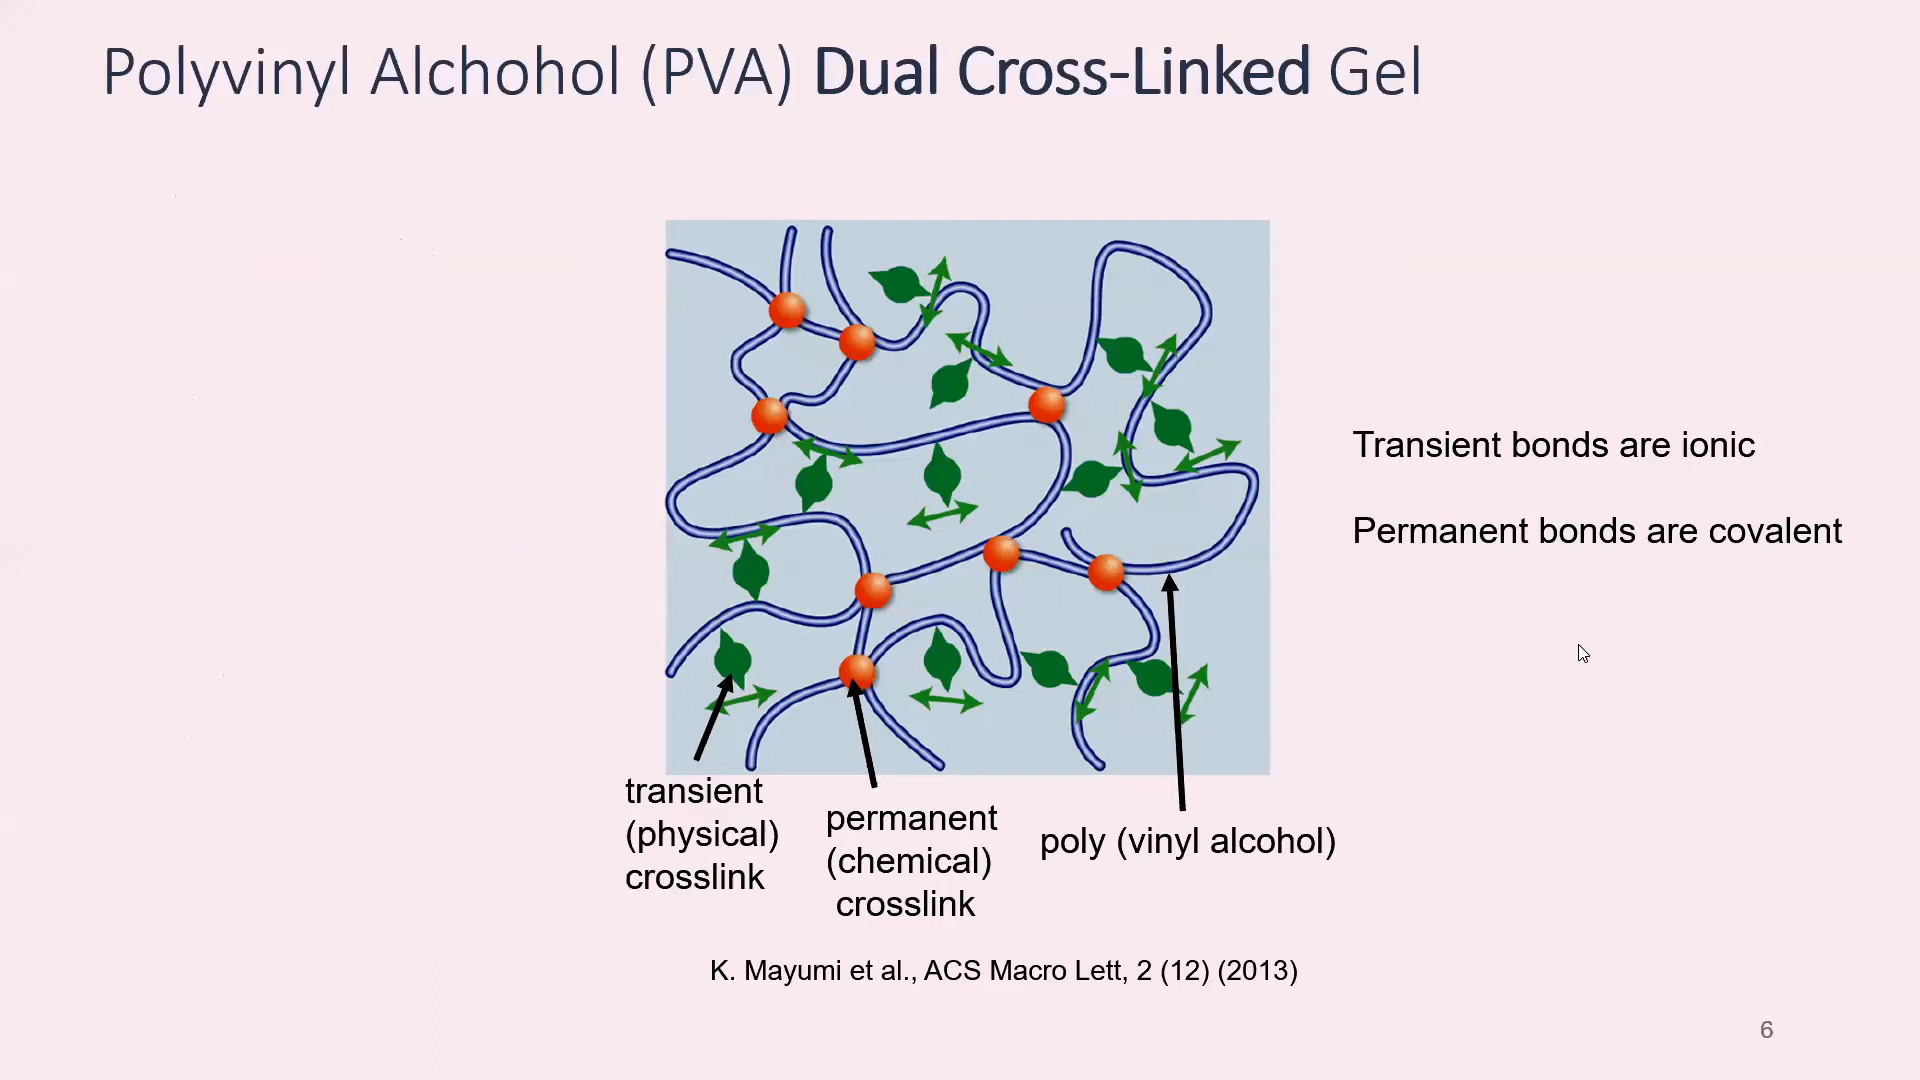 Polyvinyl Alchohol (PVA) Dual Cross-Linked Gel
Transient bonds are ionic
Permanent bonds are covalent
transient
(physical)
crosslink
permanent
(chemical)
crosslink
poly (vinyl alcohol)
K. Mayumi et al., ACS Macro Lett, 2 (12) (2013)
6